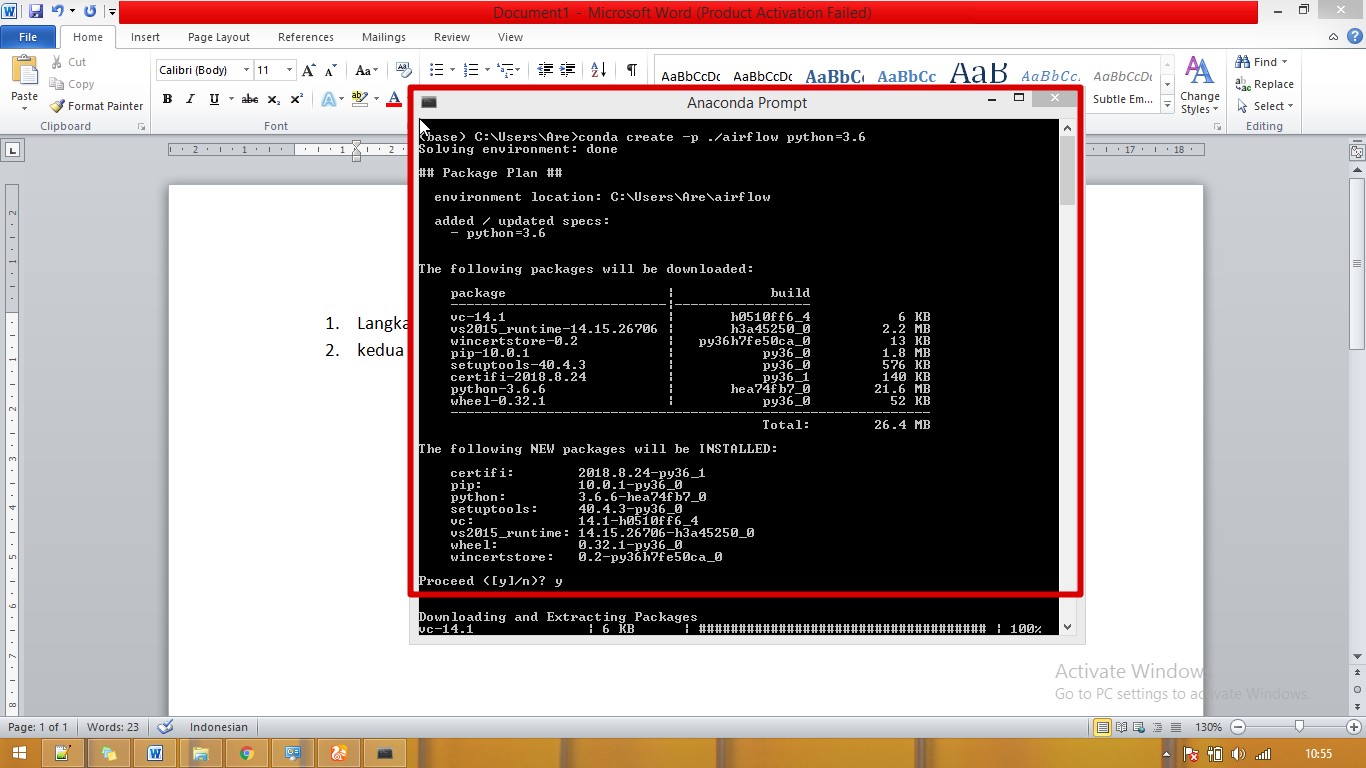 Document1 - Microsoft Word (Product Activation Failed)
File Home Insert Page Layout References Mailings Review View
Paste
Cut
Copy
Format Painter
Clipboard
Calibri (Body) 11
Font
AaBbCcDc AaBbCcDc AaBbCc AaBbCc AaB AaBbCc. AaBbCcDc
Subtle Em...
Change
Styles
Find
Replace
Select
Editing
Anaconda Prompt
(base) C:\Users\Are>conda create -p ./airflow python=3.6
Solving environment: done
## Package Plan ##
environment location: C:\Users\Are\airflow
added / updated specs:
- python=3.6
The following packages will be downloaded:
package | build
---------------------------|-----------------
vc-14.1 | h0510ff6_4 6 KB
vs2015_runtime-14.15.26706 | h3a45250_0 2.2 MB
wincertstore-0.2 | py36h7fe50ca_0 13 KB
pip-10.0.1 | py36_0 1.8 MB
setuptools-40.4.3 | py36_0 576 KB
certifi-2018.8.24 | py36_1 140 KB
python-3.6.6 | hea74fb7_0 21.6 MB
wheel-0.32.1 | py36_0 52 KB
------------------------------------------------------------
Total: 26.4 MB
The following NEW packages will be INSTALLED:
certifi: 2018.8.24-py36_1
pip: 10.0.1-py36_0
python: 3.6.6-hea74fb7_0
setuptools: 40.4.3-py36_0
vc: 14.1-h0510ff6_4
vs2015_runtime: 14.15.26706-h3a45250_0
wheel: 0.32.1-py36_0
wincertstore: 0.2-py36h7fe50ca_0
Proceed ([y]/n)? y
Downloading and Extracting Packages
vc-14.1 | 6 KB | #################################### | 100%
1. Langka
2. kedua
Activate Windows
Go to PC settings to activate Windows.
Page: 1 of 1 Words: 23 Indonesian 130%
10:55